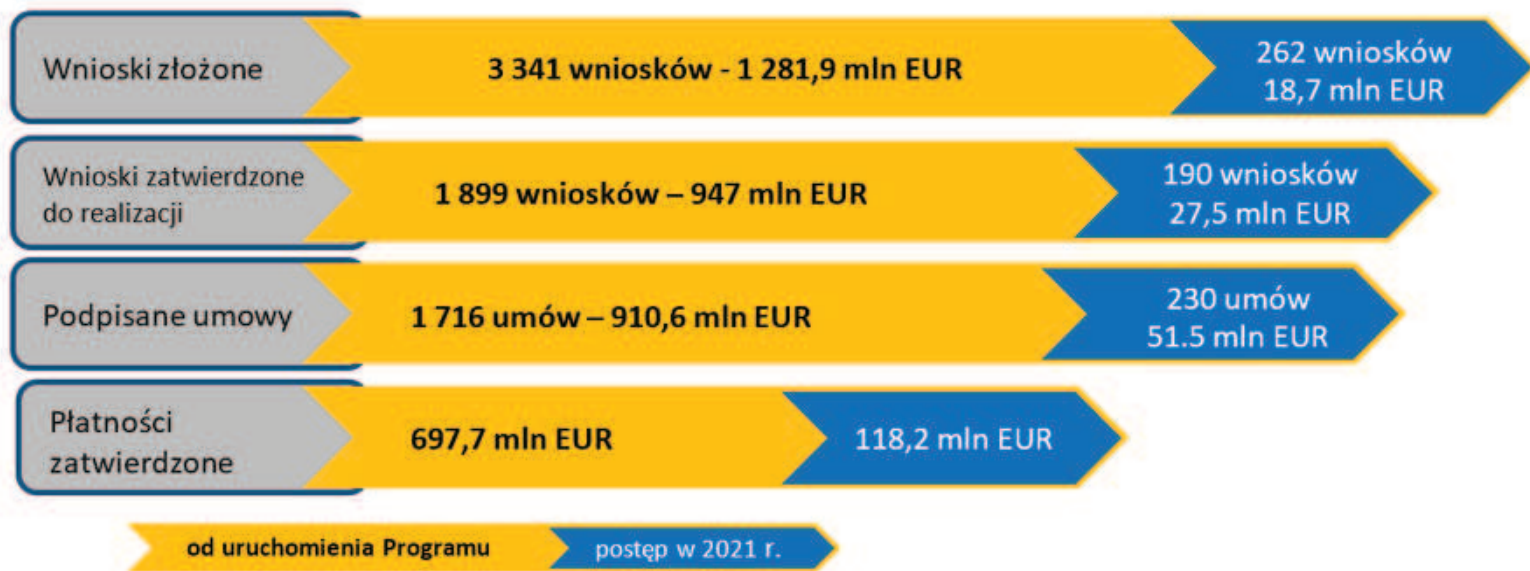 Wnioski złożone
3 341 wniosków - 1 281,9 mln EUR
262 wniosków
18,7 mln EUR
Wnioski zatwierdzone
do realizacji
1 899 wniosków – 947 mln EUR
190 wniosków
27,5 mln EUR
Podpisane umowy
1 716 umów – 910,6 mln EUR
230 umów
51.5 mln EUR
Płatności
zatwierdzone
697,7 mln EUR
118,2 mln EUR
od uruchomienia Programu
postęp w 2021 r.